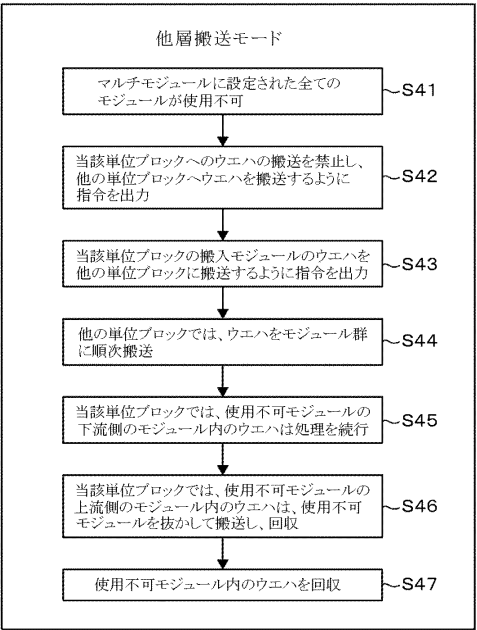 他層搬送モード
マルチモジュールに設定された全ての
モジュールが使用不可
S41
当該単位ブロックへのウエハの搬送を禁止し、
他の単位ブロックへウエハを搬送するように
指令を出力
S42
当該単位ブロックの搬入モジュールのウエハを
他の単位ブロックに搬送するように指令を出力
S43
他の単位ブロックでは、ウエハをモジュール群
に順次搬送
S44
当該単位ブロックでは、使用不可モジュールの
下流側のモジュール内のウエハは処理を続行
S45
当該単位ブロックでは、使用不可モジュールの
上流側のモジュール内のウエハは、使用不可
モジュールを抜かして搬送し、回収
S46
使用不可モジュール内のウエハを回収
S47